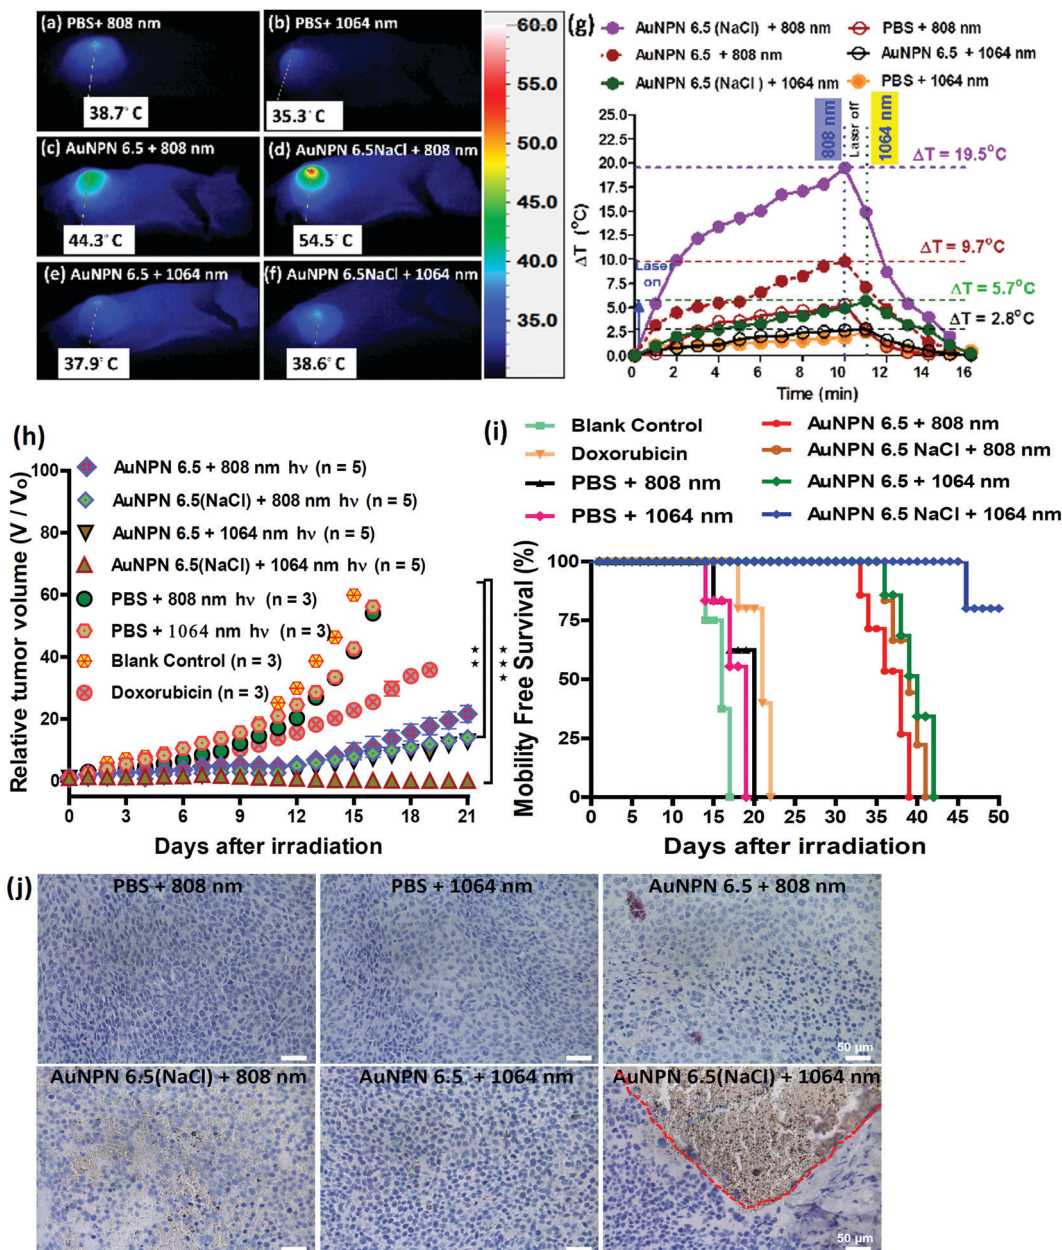 (a) PBS+ 808 nm
38.7° C
(b) PBS+ 1064 nm
35.3° C
(c) AuNPN 6.5 + 808 nm
44.3° C
(d) AuNPN 6.5NaCl + 808 nm
54.5° C
(e) AuNPN 6.5 + 1064 nm
37.9° C
(f) AuNPN 6.5NaCl + 1064 nm
38.6° C
60.0
55.0
50.0
45.0
40.0
35.0
(g)
AuNPN 6.5 (NaCl) + 808 nm
AuNPN 6.5 + 808 nm
AuNPN 6.5 (NaCl ) + 1064 nm
PBS + 808 nm
AuNPN 6.5 + 1064 nm
PBS + 1064 nm
808 nm
Laser off
1064 nm
ΔT = 19.5°C
ΔT = 9.7°C
ΔT = 5.7°C
ΔT = 2.8°C
Laser on
ΔT (°C)
25.0
22.5
20.0
17.5
15.0
12.5
10.0
7.5
5.0
2.5
0.0
0 2 4 6 8 10 12 14 16
Time (min)
(h)
AuNPN 6.5 + 808 nm hν (n = 5)
AuNPN 6.5(NaCl) + 808 nm hν (n = 5)
AuNPN 6.5 + 1064 nm hν (n = 5)
AuNPN 6.5(NaCl) + 1064 nm hν (n = 5)
PBS + 808 nm hν (n = 3)
PBS + 1064 nm hν (n = 3)
Blank Control (n = 3)
Doxorubicin (n = 3)
Relative tumor volume (V / Vo)
100
80
60
40
20
0
0 3 6 9 12 15 18 21
Days after irradiation
(i)
Blank Control
Doxorubicin
PBS + 808 nm
PBS + 1064 nm
AuNPN 6.5 + 808 nm
AuNPN 6.5 NaCl + 808 nm
AuNPN 6.5 + 1064 nm
AuNPN 6.5 NaCl + 1064 nm
Mobility Free Survival (%)
100
75
50
25
0
0 5 10 15 20 25 30 35 40 45 50
Days after irradiation
(j)
PBS + 808 nm
PBS + 1064 nm
AuNPN 6.5 + 808 nm
50 µm
AuNPN 6.5(NaCl) + 808 nm
AuNPN 6.5 + 1064 nm
AuNPN 6.5(NaCl) + 1064 nm
50 µm